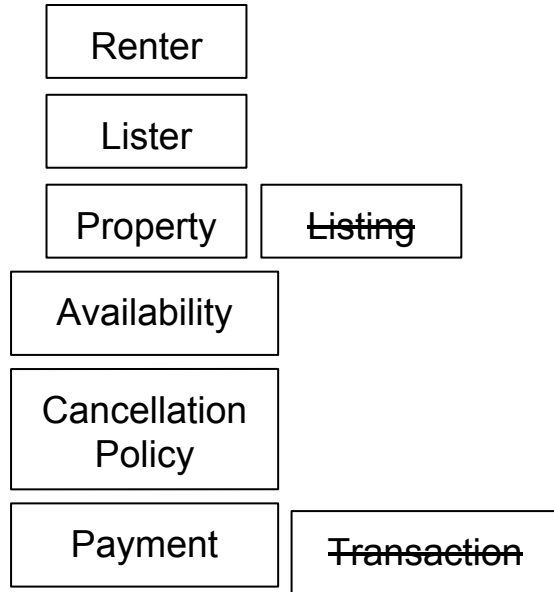 Renter
Lister
Property
Listing
Availability
Cancellation
Policy
Payment
Transaction